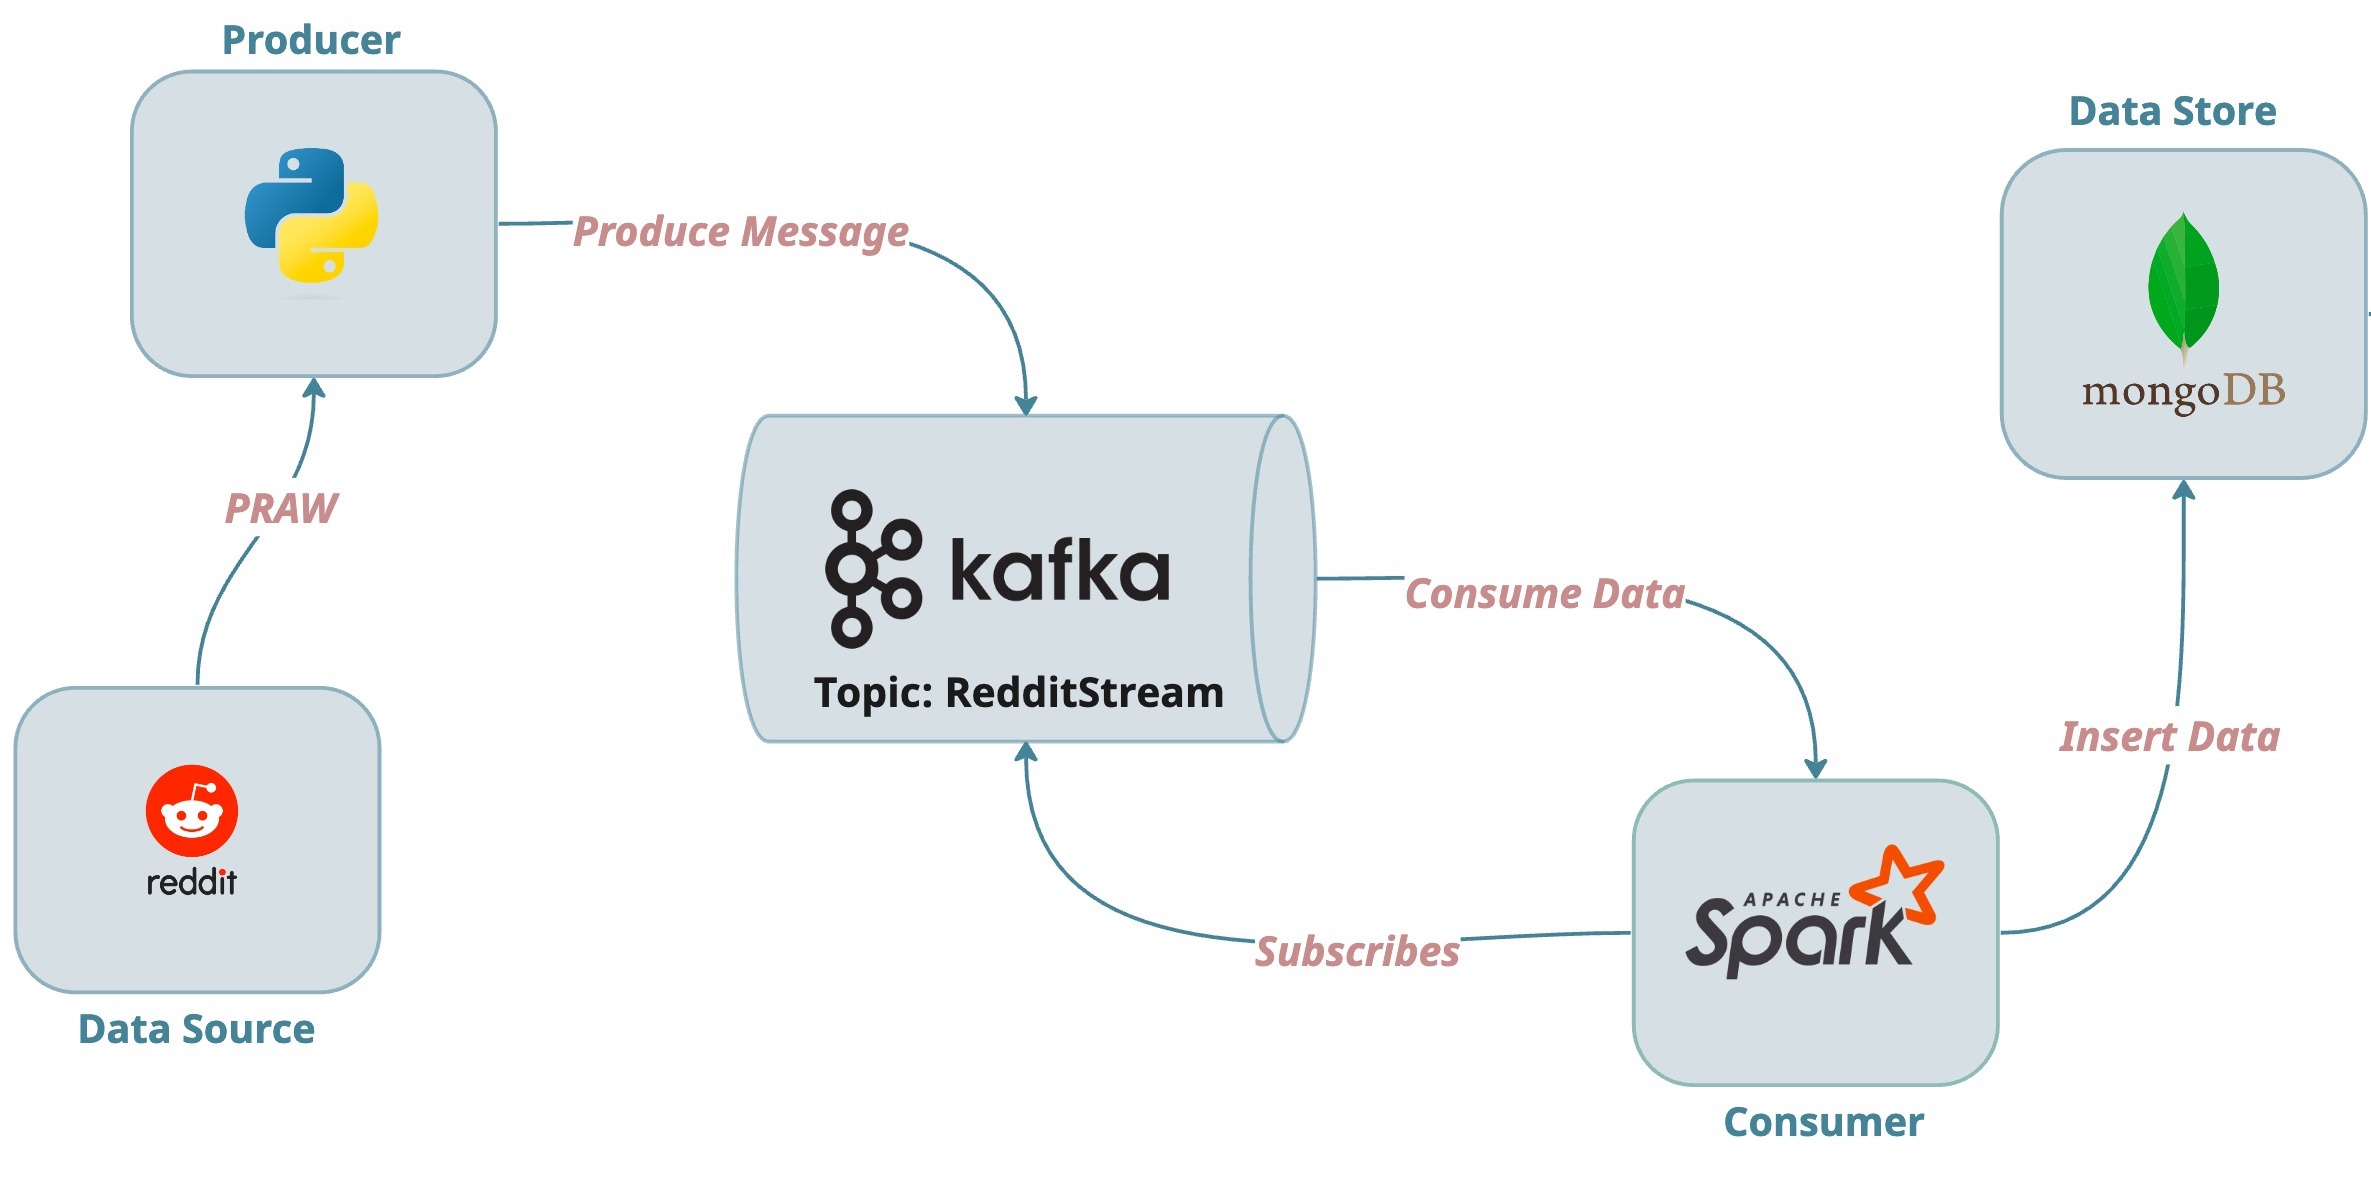 Producer
Data Store
Produce Message
mongoDB
PRAW
kafka
Consume Data
Topic: RedditStream
Insert Data
reddit
APACHE
Spark
Subscribes
Data Source
Consumer